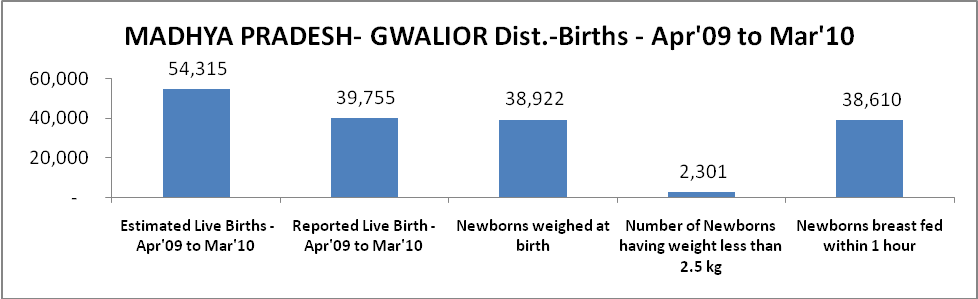 MADHYA PRADESH- GWALIOR Dist.-Births - Apr'09 to Mar'10
60,000
40,000
20,000
-
54,315
39,755
38,922
2,301
38,610
Estimated Live Births -
Apr'09 to Mar'10
Reported Live Birth -
Apr'09 to Mar'10
Newborns weighed at
birth
Number of Newborns
having weight less than
2.5 kg
Newborns breast fed
within 1 hour